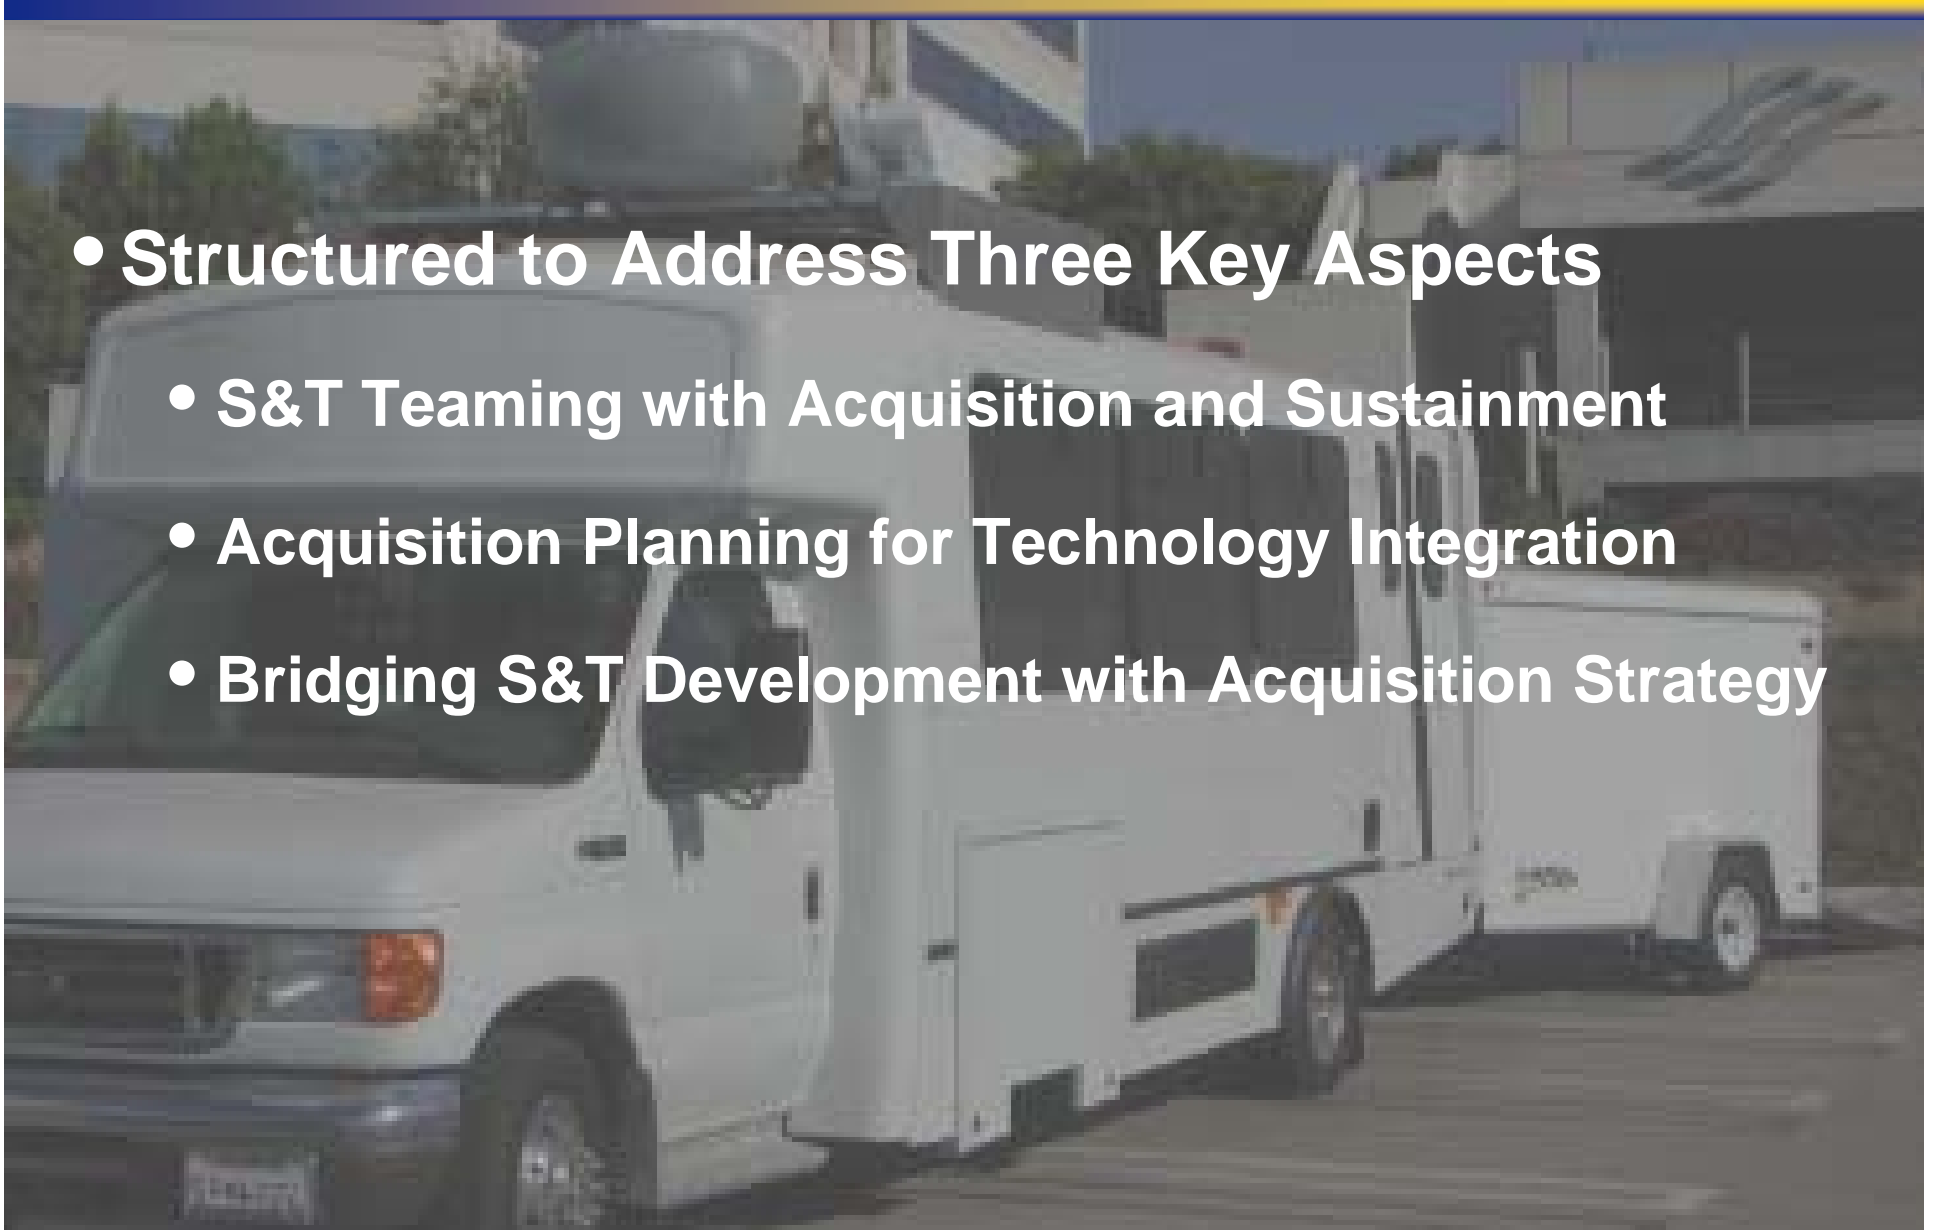 • Structured to Address Three Key Aspects
• S&T Teaming with Acquisition and Sustainment
• Acquisition Planning for Technology Integration
• Bridging S&T Development with Acquisition Strategy